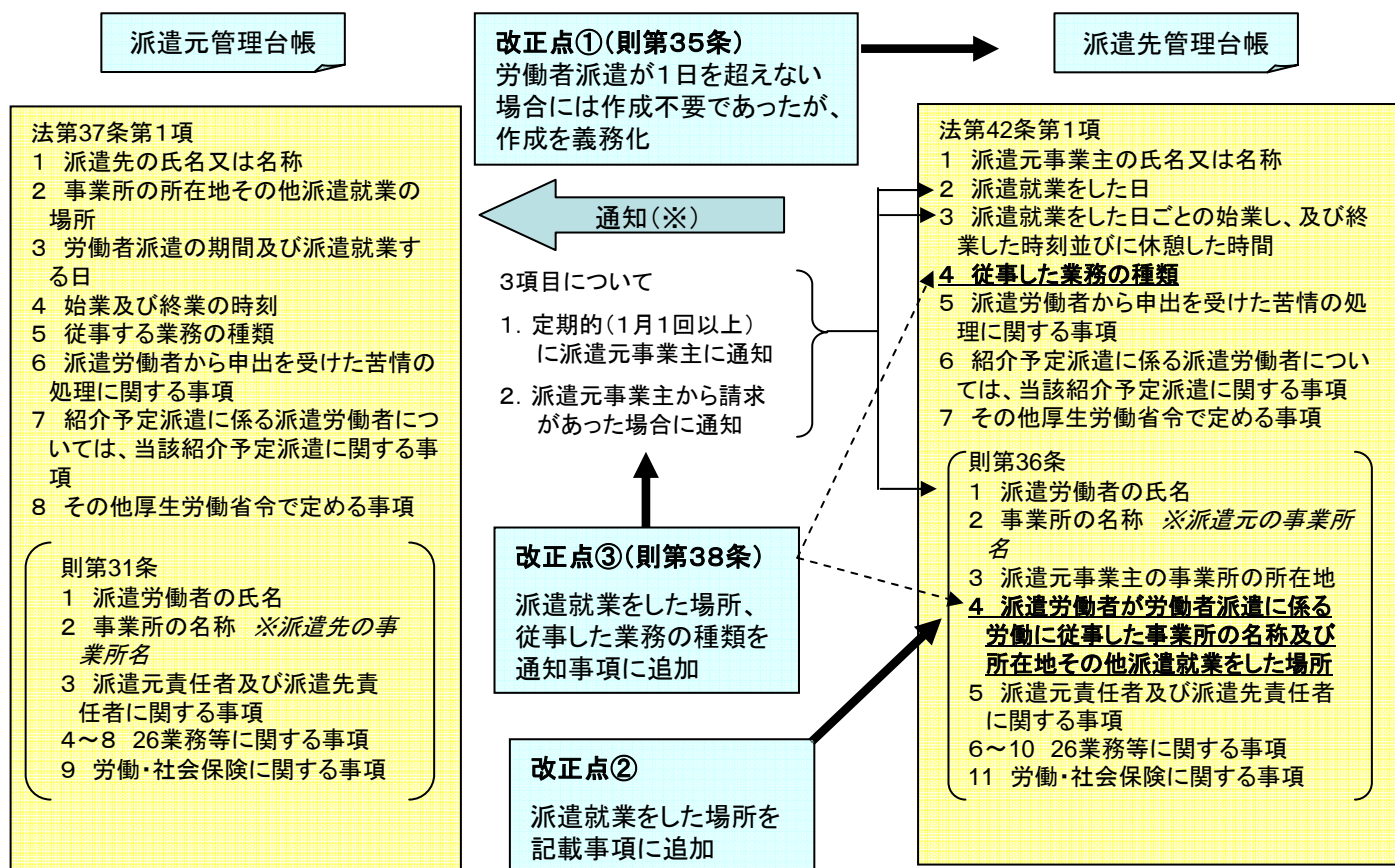 派遣元管理台帳
法第37条第1項
1 派遣先の氏名又は名称
2 事業所の所在地その他派遣就業の
場所
3 労働者派遣の期間及び派遣就業す
る日
4 始業及び終業の時刻
5 従事する業務の種類
6 派遣労働者から申出を受けた苦情の
処理に関する事項
7 紹介予定派遣に係る派遣労働者につ
いては、当該紹介予定派遣に関する事
項
8 その他厚生労働省令で定める事項
則第31条
1 派遣労働者の氏名
2 事業所の名称 ※派遣先の事
業所名
3 派遣元責任者及び派遣先責
任者に関する事項
4～8 26業務等に関する事項
9 労働・社会保険に関する事項
改正点①(則第35条)
労働者派遣が1日を超えない
場合には作成不要であったが、
作成を義務化
通知(※)
3項目について
1. 定期的(1月1回以上)
に派遣元事業主に通知
2. 派遣元事業主から請求
があった場合に通知
改正点③(則第38条)
派遣就業をした場所、
従事した業務の種類を
通知事項に追加
改正点②
派遣就業をした場所を
記載事項に追加
派遣先管理台帳
法第42条第1項
1 派遣元事業主の氏名又は名称
2 派遣就業をした日
3 派遣就業をした日ごとの始業し、及び終
業した時刻並びに休憩した時間
4 従事した業務の種類
5 派遣労働者から申出を受けた苦情の処
理に関する事項
6 紹介予定派遣に係る派遣労働者につい
ては、当該紹介予定派遣に関する事項
7 その他厚生労働省令で定める事項
則第36条
1 派遣労働者の氏名
2 事業所の名称 ※派遣元の事業所
名
3 派遣元事業主の事業所の所在地
4 派遣労働者が労働者派遣に係る
労働に従事した事業所の名称及び
所在地その他派遣就業をした場所
5 派遣元責任者及び派遣先責任者
に関する事項
6～10 26業務等に関する事項
11 労働・社会保険に関する事項